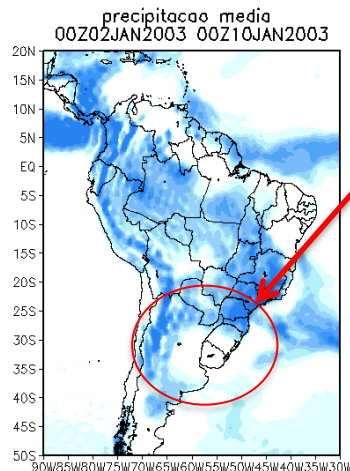 precipitacao media
00Z02JAN2003 00Z10JAN2003
20N
15N
10N
5N
EQ
5S
10S
15S
20S
25S
30S
35S
40S
45S
50S
90W85W80W75W70W65W60W55W50W45W40W35W30W